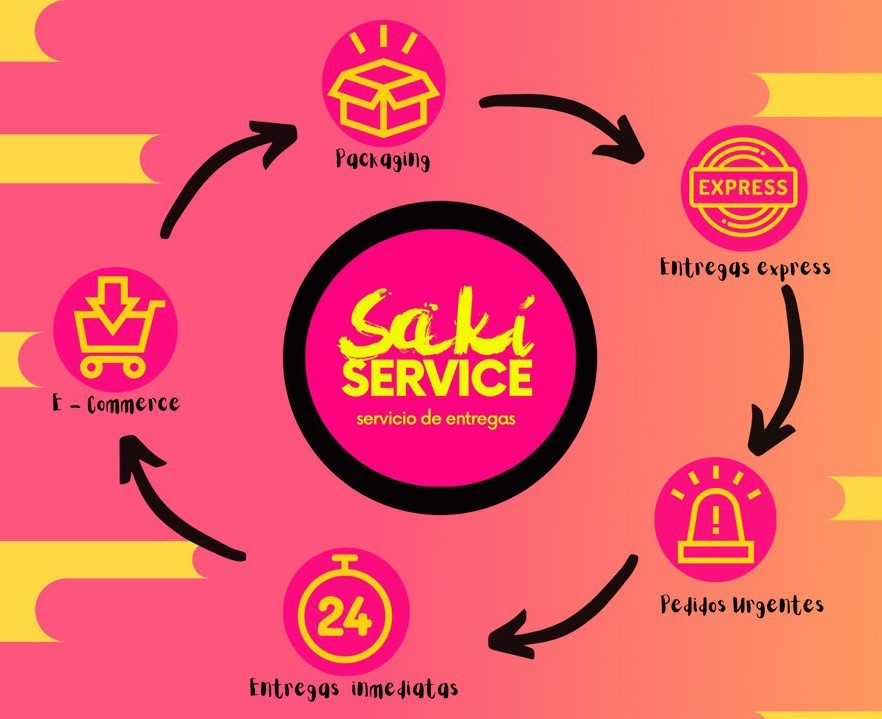 Packaging
EXPRESS
Entregas express
Saki
SERVICE
servicio de entregas
E - Commerce
!
Pedidos Urgentes
24
Entregas inmediatas